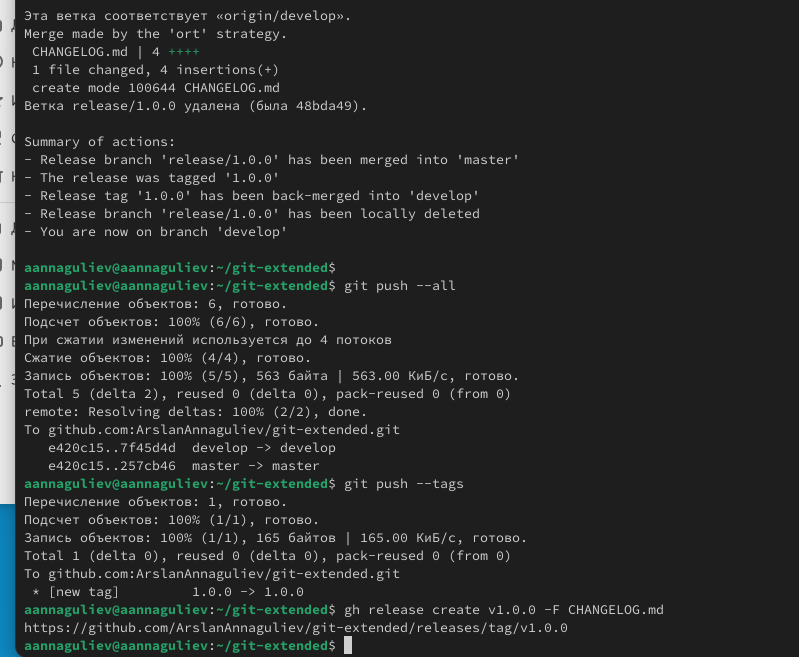 Эта ветка соответствует «origin/develop».
Merge made by the 'ort' strategy.
 CHANGELOG.md | 4 ++++
 1 file changed, 4 insertions(+)
 create mode 100644 CHANGELOG.md
Ветка release/1.0.0 удалена (была 48bda49).

Summary of actions:
- Release branch 'release/1.0.0' has been merged into 'master'
- The release was tagged '1.0.0'
- Release tag '1.0.0' has been back-merged into 'develop'
- Release branch 'release/1.0.0' has been locally deleted
- You are now on branch 'develop'

aannaguliev@aannaguliev:~/git-extended$
aannaguliev@aannaguliev:~/git-extended$ git push --all
Перечисление объектов: 6, готово.
Подсчет объектов: 100% (6/6), готово.
При сжатии изменений используется до 4 потоков
Сжатие объектов: 100% (4/4), готово.
Запись объектов: 100% (5/5), 563 байта | 563.00 КиБ/с, готово.
Total 5 (delta 2), reused 0 (delta 0), pack-reused 0 (from 0)
remote: Resolving deltas: 100% (2/2), done.
To github.com:ArslanAnnaguliev/git-extended.git
   e420c15..7f45d4d  develop -> develop
   e420c15..257cb46  master -> master
aannaguliev@aannaguliev:~/git-extended$ git push --tags
Перечисление объектов: 1, готово.
Подсчет объектов: 100% (1/1), готово.
Запись объектов: 100% (1/1), 165 байтов | 165.00 КиБ/с, готово.
Total 1 (delta 0), reused 0 (delta 0), pack-reused 0 (from 0)
To github.com:ArslanAnnaguliev/git-extended.git
 * [new tag]         1.0.0 -> 1.0.0
aannaguliev@aannaguliev:~/git-extended$ gh release create v1.0.0 -F CHANGELOG.md
https://github.com/ArslanAnnaguliev/git-extended/releases/tag/v1.0.0
aannaguliev@aannaguliev:~/git-extended$